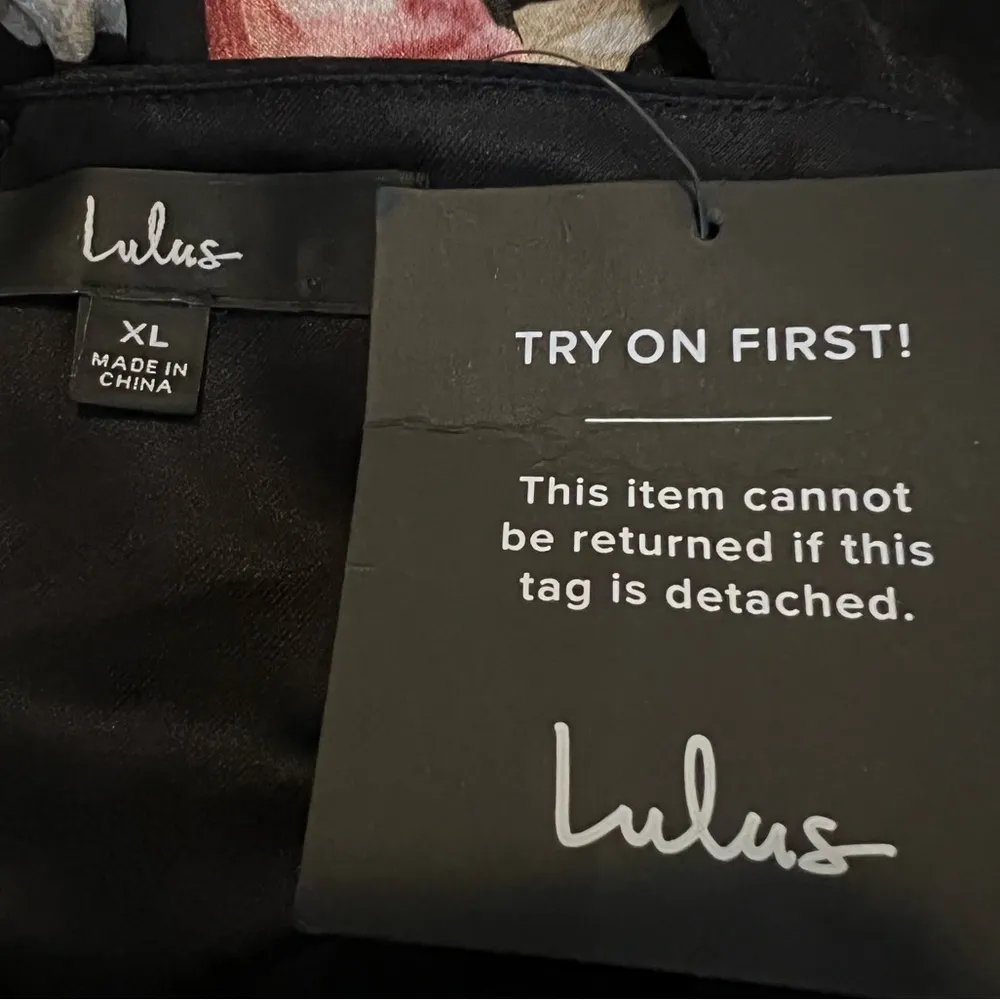 Lulus
XL
MADE IN
CHINA
TRY ON FIRST!
This item cannot
be returned if this
tag is detached.
Lulus